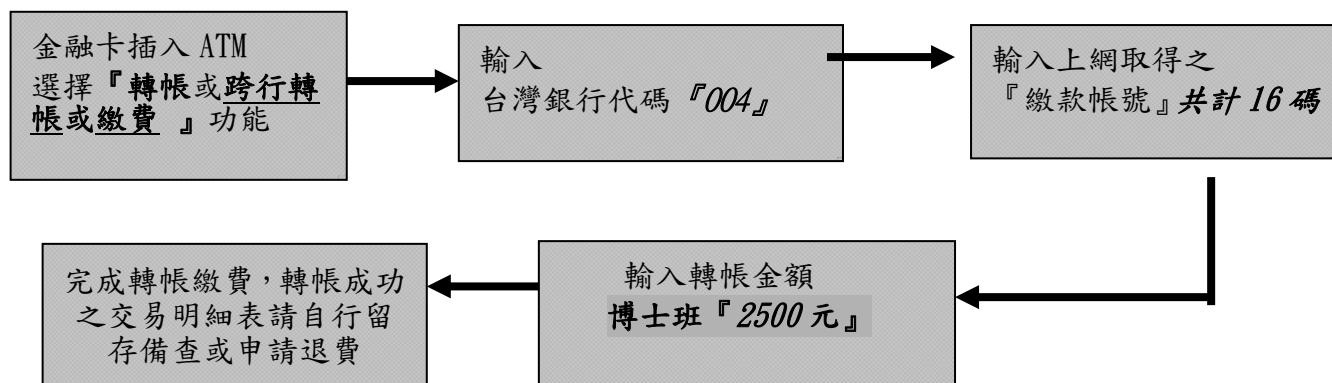 金融卡插入 ATM
選擇『轉帳或跨行轉
帳或繳費 』功能
輸入
台灣銀行代碼『004』
輸入上網取得之
『繳款帳號』共計 16 碼
輸入轉帳金額
博士班『2500 元』
完成轉帳繳費，轉帳成功
之交易明細表請自行留
存備查或申請退費